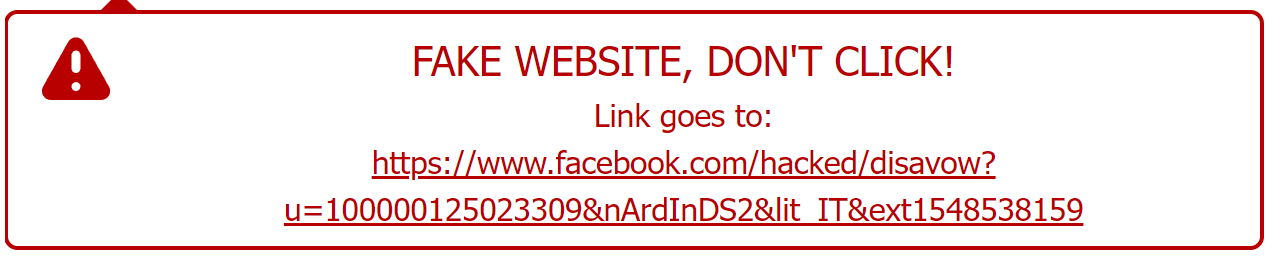 FAKE WEBSITE, DON'T CLICK!
Link goes to:
https://www.facebook.com/hacked/disavow?
u=100000125023309&nArdInDS2&lit_IT&ext1548538159